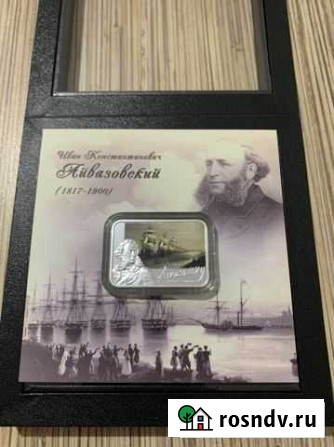 Иван Константинович
Айвазовский
(1817-1900)
rosndv.ru